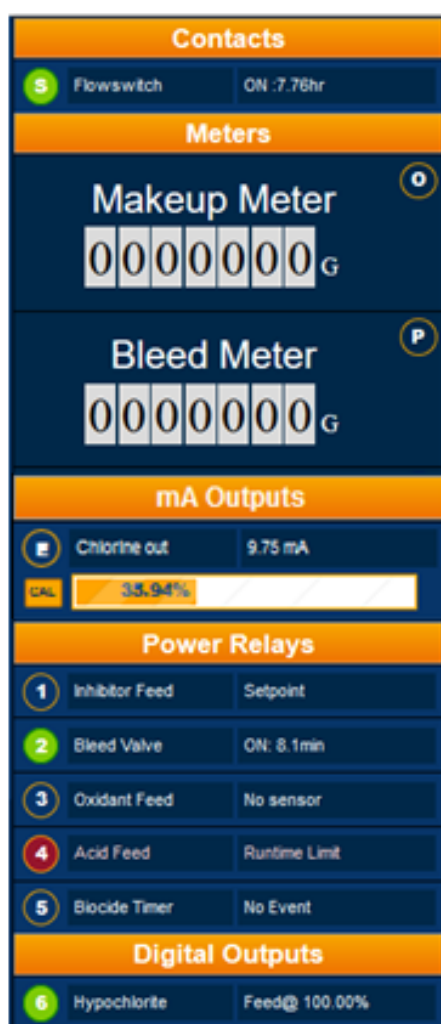 Contacts
S Flowswitch ON :7.76hr
Meters
O
Makeup Meter
0000000 G
P
Bleed Meter
0000000 G
mA Outputs
E Chlorine out 9.75 mA
CAL 35.94%
Power Relays
1 Inhibitor Feed Setpoint
2 Bleed Valve ON: 8.1min
3 Oxidant Feed No sensor
4 Acid Feed Runtime Limit
5 Biocide Timer No Event
Digital Outputs
6 Hypochlorite Feed@ 100.00%